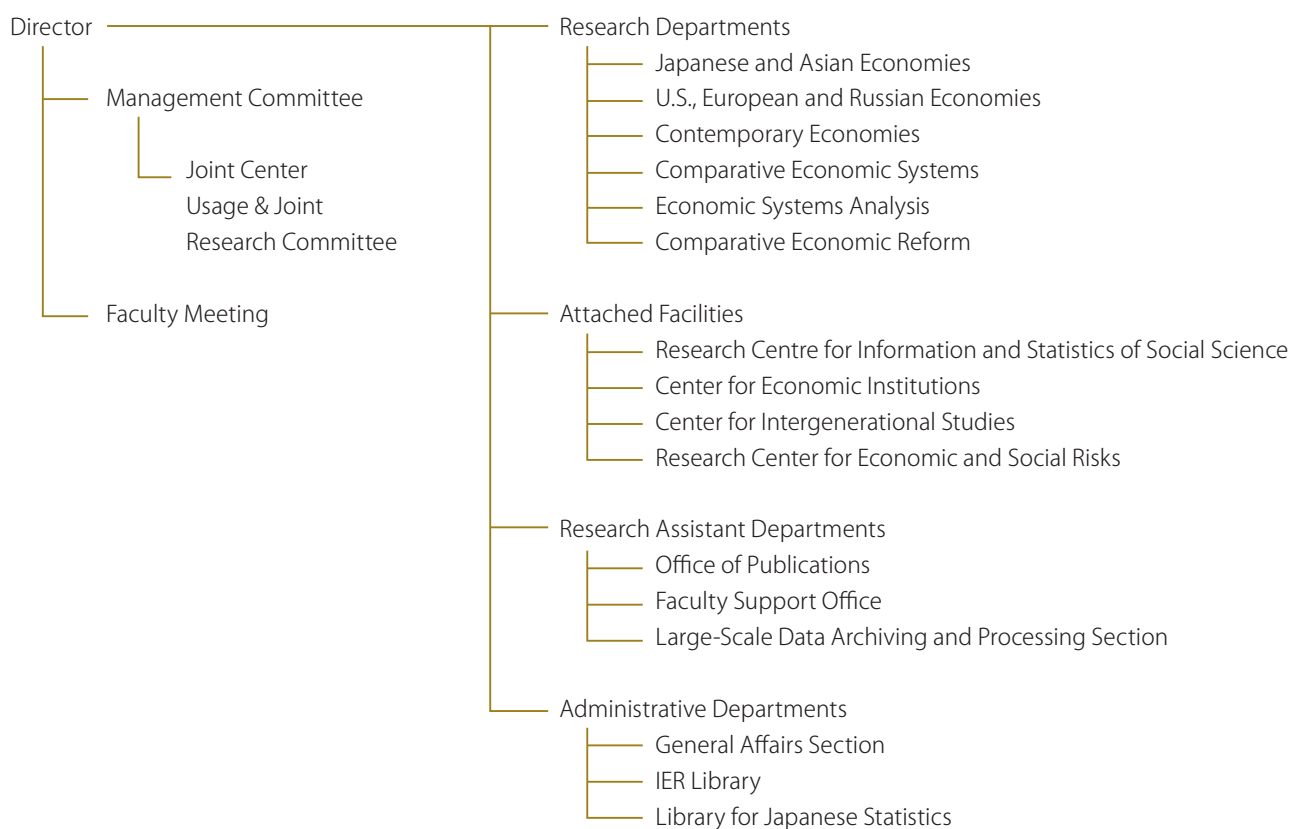 Director
Management Committee
Joint Center
Usage & Joint
Research Committee
Faculty Meeting
Research Departments
Japanese and Asian Economies
U.S., European and Russian Economies
Contemporary Economies
Comparative Economic Systems
Economic Systems Analysis
Comparative Economic Reform
Attached Facilities
Research Centre for Information and Statistics of Social Science
Center for Economic Institutions
Center for Intergenerational Studies
Research Center for Economic and Social Risks
Research Assistant Departments
Office of Publications
Faculty Support Office
Large-Scale Data Archiving and Processing Section
Administrative Departments
General Affairs Section
IER Library
Library for Japanese Statistics